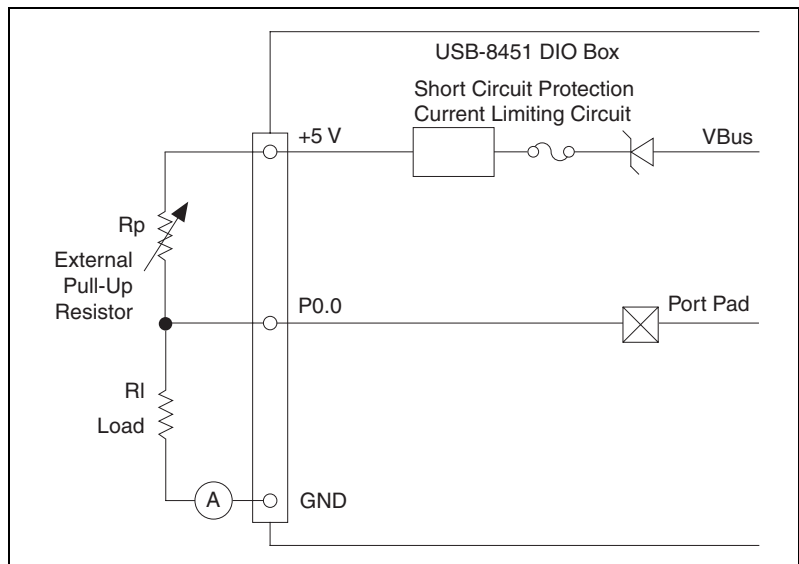 USB-8451 DIO Box
Short Circuit Protection
Current Limiting Circuit
+5 V
VBus
Rp
External
Pull-Up
Resistor
P0.0
Port Pad
Rl
Load
A
GND